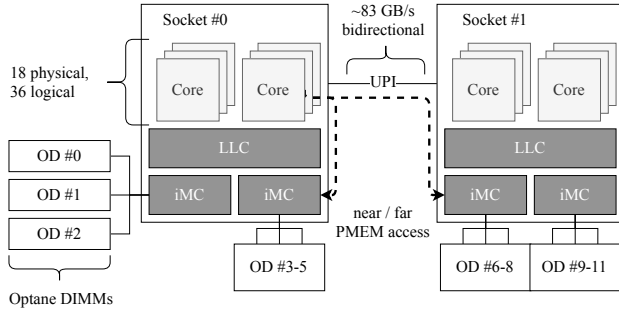 Socket #0
~83 GB/s
bidirectional
Socket #1
18 physical,
36 logical
Core
Core
UPI
Core
Core
LLC
LLC
OD #0
OD #1
OD #2
iMC
iMC
near / far
PMEM access
iMC
iMC
OD #3-5
OD #6-8
OD #9-11
Optane DIMMs